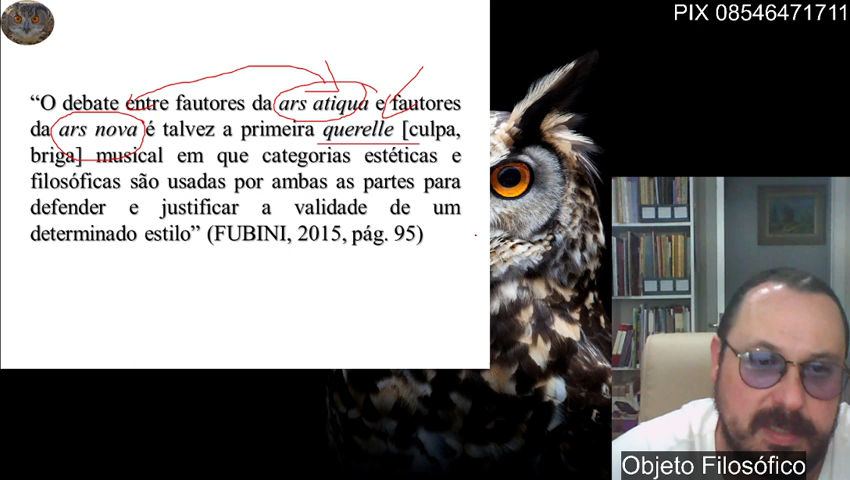 PIX 08546471711
“O debate entre fautores da ars atiqua e fautores
da ars nova é talvez a primeira querelle [culpa,
briga] musical em que categorias estéticas e
filosóficas são usadas por ambas as partes para
defender e justificar a validade de um
determinado estilo” (FUBINI, 2015, pág. 95)
Objeto Filosófico